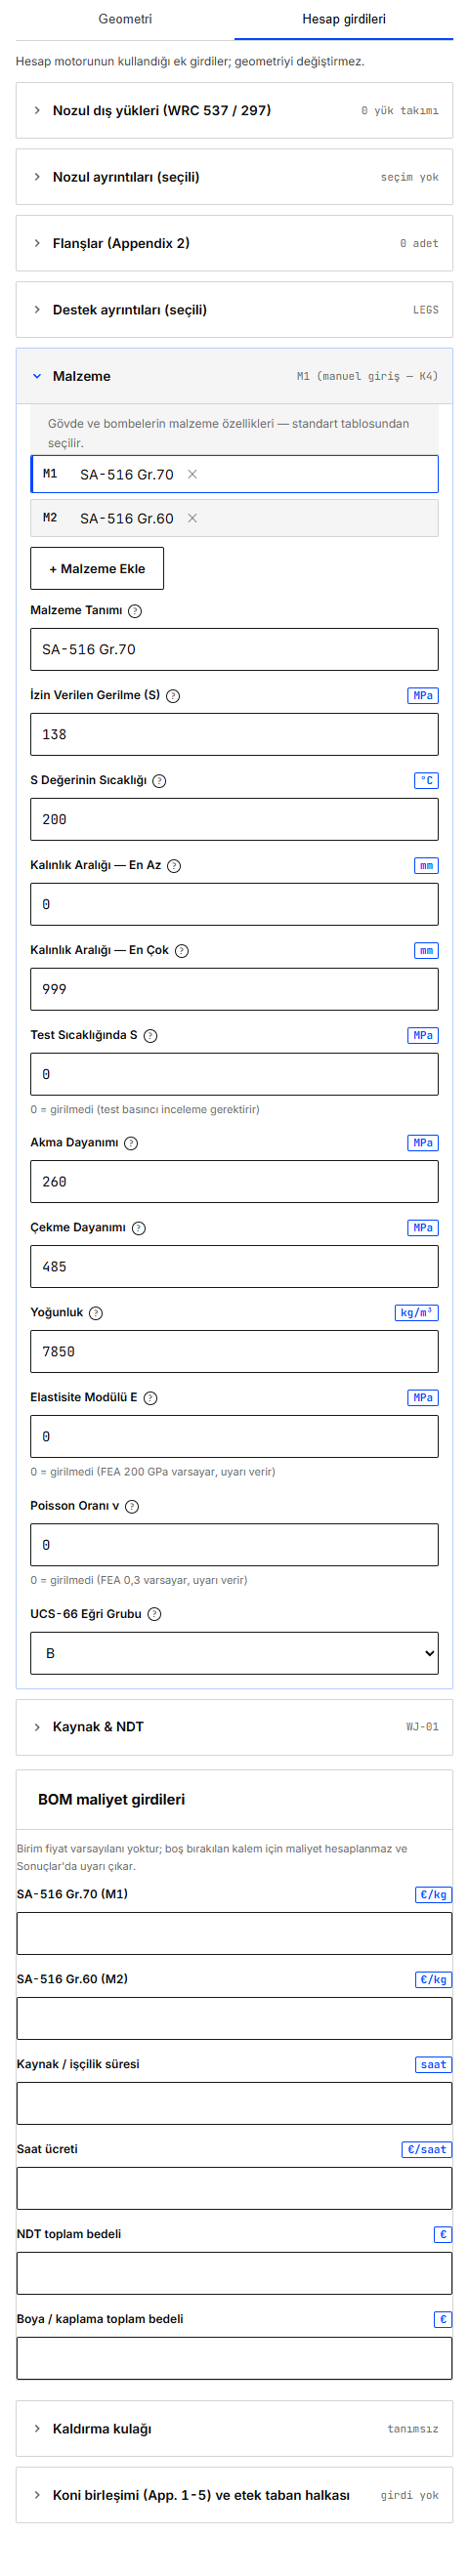 Geometri
Hesap girdileri
Hesap motorunun kullandığı ek girdiler; geometriyi değiştirmez.
Nozul dış yükleri (WRC 537 / 297)
0 yük takımı
Nozul ayrıntıları (seçili)
seçim yok
Flanşlar (Appendix 2)
0 adet
Destek ayrıntıları (seçili)
LEGS
Malzeme
M1 (manuel giriş — K4)
Gövde ve bombelerin malzeme özellikleri — standart tablosundan
seçilir.
M1 SA-516 Gr.70 ×
M2 SA-516 Gr.60 ×
+ Malzeme Ekle
Malzeme Tanımı ?
SA-516 Gr.70
İzin Verilen Gerilme (S) ? MPa
138
S Değerinin Sıcaklığı ? °C
200
Kalınlık Aralığı — En Az ? mm
0
Kalınlık Aralığı — En Çok ? mm
999
Test Sıcaklığında S ? MPa
0
0 = girilmedi (test basıncı inceleme gerektirir)
Akma Dayanımı ? MPa
260
Çekme Dayanımı ? MPa
485
Yoğunluk ? kg/m³
7850
Elastisite Modülü E ? MPa
0
0 = girilmedi (FEA 200 GPa varsayar, uyarı verir)
Poisson Oranı ν ?
0
0 = girilmedi (FEA 0,3 varsayar, uyarı verir)
UCS-66 Eğri Grubu ?
B
Kaynak & NDT
WJ-01
BOM maliyet girdileri
Birim fiyat varsayılanı yoktur; boş bırakılan kalem için maliyet hesaplanmaz ve
Sonuçlar'da uyarı çıkar.
SA-516 Gr.70 (M1) €/kg
SA-516 Gr.60 (M2) €/kg
Kaynak / işçilik süresi saat
Saat ücreti €/saat
NDT toplam bedeli €
Boya / kaplama toplam bedeli €
Kaldırma kulağı
tanımsız
Koni birleşimi (App. 1-5) ve etek taban halkası
girdi yok